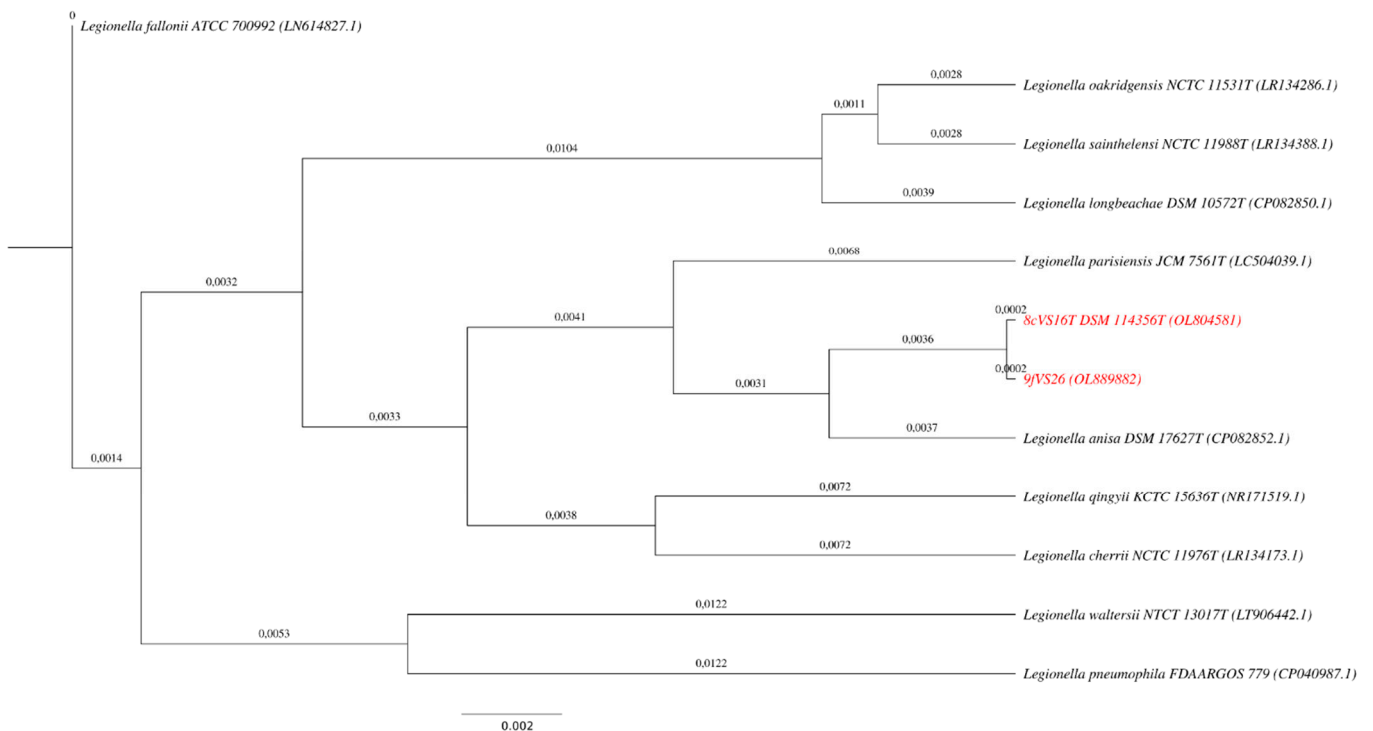 0
Legionella fallonii ATCC 700992 (LN614827.1)
0,0028
Legionella oakridgensis NCTC 11531T (LR134286.1)
0,0011
0,0028
Legionella sainthelensi NCTC 11988T (LR134388.1)
0,0104
0,0039
Legionella longbeachae DSM 10572T (CP082850.1)
0,0068
Legionella parisiensis JCM 7561T (LC504039.1)
0,0032
0,0002
8cVS16T DSM 114356T (OL804581)
0,0041
0,0036
0,0002
9fVS26 (OL889882)
0,0031
0,0033
0,0037
Legionella anisa DSM 17627T (CP082852.1)
0,0014
0,0072
Legionella qingyii KCTC 15636T (NR171519.1)
0,0038
0,0072
Legionella cherrii NCTC 11976T (LR134173.1)
0,0122
Legionella waltersii NTCT 13017T (LT906442.1)
0,0053
0,0122
Legionella pneumophila FDAARGOS 779 (CP040987.1)
0.002